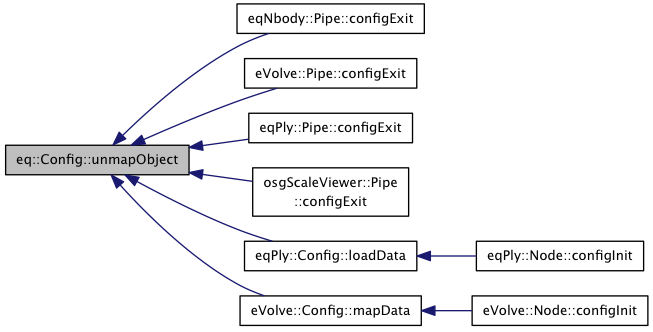 eqNbody::Pipe::configExit
eVolve::Pipe::configExit
eqPly::Pipe::configExit
eq::Config::unmapObject
osgScaleViewer::Pipe
::configExit
eqPly::Config::loadData
eqPly::Node::configInit
eVolve::Config::mapData
eVolve::Node::configInit